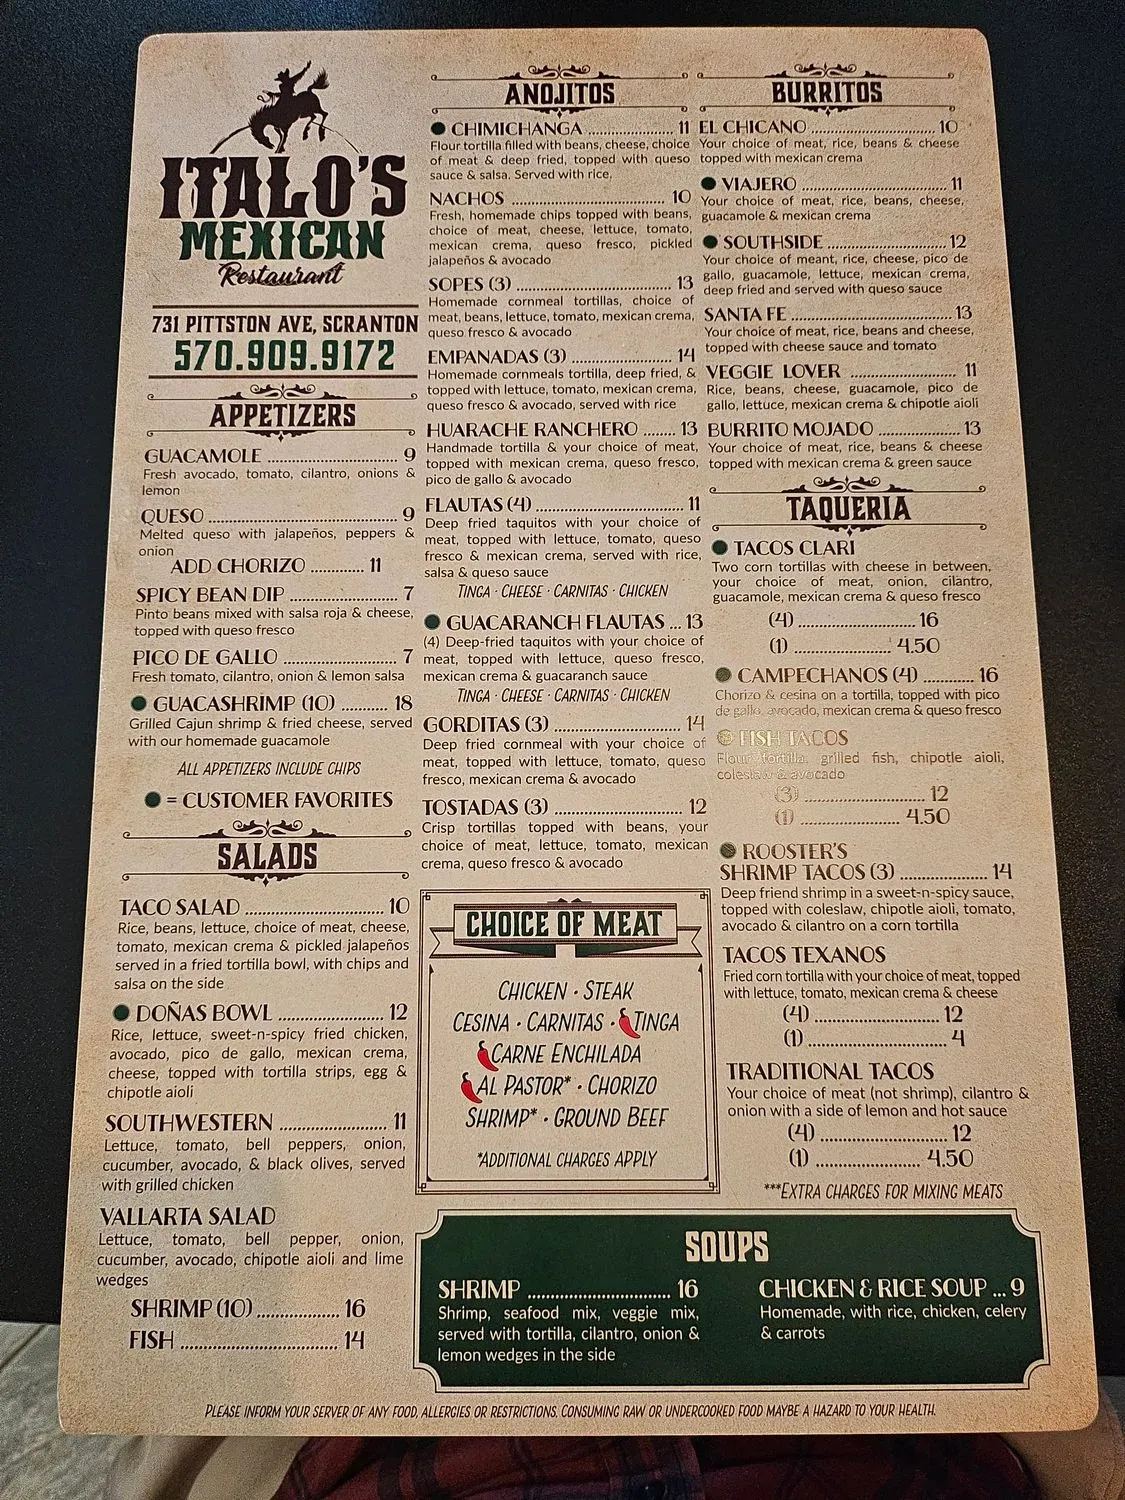 ITALO'S
MEXICAN
Restaurant
731 PITTSTON AVE, SCRANTON
570.909.9172
APPETIZERS
GUACAMOLE .......... 9
Fresh avocado, tomato, cilantro, onions &
lemon
QUESO .......... 9
Melted queso with jalapeños, peppers &
onion
ADD CHORIZO .......... 11
SPICY BEAN DIP .......... 7
Pinto beans mixed with salsa roja & cheese,
topped with queso fresco
PICO DE GALLO .......... 7
Fresh tomato, cilantro, onion & lemon salsa
GUACASHRIMP (10) .......... 18
Grilled Cajun shrimp & fried cheese, served
with our homemade guacamole
ALL APPETIZERS INCLUDE CHIPS
= CUSTOMER FAVORITES
SALADS
TACO SALAD .......... 10
Rice, beans, lettuce, choice of meat, cheese,
tomato, mexican crema & pickled jalapeños
served in a fried tortilla bowl, with chips and
salsa on the side
DOÑAS BOWL .......... 12
Rice, lettuce, sweet-n-spicy fried chicken,
avocado, pico de gallo, mexican crema,
cheese, topped with tortilla strips, egg &
chipotle aioli
SOUTHWESTERN .......... 11
Lettuce, tomato, bell peppers, onion,
cucumber, avocado, & black olives, served
with grilled chicken
VALLARTA SALAD
Lettuce, tomato, bell pepper, onion,
cucumber, avocado, chipotle aioli and lime
wedges
SHRIMP (10) .......... 16
FISH .......... 14
ANOJITOS
CHIMICHANGA .......... 11
Flour tortilla filled with beans, cheese, choice
of meat & deep fried, topped with queso
sauce & salsa. Served with rice.
NACHOS .......... 10
Fresh, homemade chips topped with beans,
choice of meat, cheese, lettuce, tomato,
mexican crema, queso fresco, pickled
jalapeños & avocado
SOPES (3) .......... 13
Homemade cornmeal tortillas, choice of
meat, beans, lettuce, tomato, mexican crema,
queso fresco & avocado
EMPANADAS (3) .......... 14
Homemade cornmeals tortilla, deep fried, &
topped with lettuce, tomato, mexican crema,
queso fresco & avocado, served with rice
HUARACHE RANCHERO .......... 13
Handmade tortilla & your choice of meat,
topped with mexican crema, queso fresco,
pico de gallo & avocado
FLAUTAS (4) .......... 11
Deep fried taquitos with your choice of
meat, topped with lettuce, tomato, queso
fresco & mexican crema, served with rice,
salsa & queso sauce
TINGA · CHEESE · CARNITAS · CHICKEN
GUACARANCH FLAUTAS ... 13
(4) Deep-fried taquitos with your choice of
meat, topped with lettuce, queso fresco,
mexican crema & guacaranch sauce
TINGA · CHEESE · CARNITAS · CHICKEN
GORDITAS (3) .......... 14
Deep fried cornmeal with your choice of
meat, topped with lettuce, tomato, queso
fresco, mexican crema & avocado
TOSTADAS (3) .......... 12
Crisp tortillas topped with beans, your
choice of meat, lettuce, tomato, mexican
crema, queso fresco & avocado
CHOICE OF MEAT
CHICKEN · STEAK
CESINA · CARNITAS · TINGA
CARNE ENCHILADA
AL PASTOR* · CHORIZO
SHRIMP* · GROUND BEEF
*ADDITIONAL CHARGES APPLY
BURRITOS
EL CHICANO .......... 10
Your choice of meat, rice, beans & cheese
topped with mexican crema
VIAJERO .......... 11
Your choice of meat, rice, beans, cheese,
guacamole & mexican crema
SOUTHSIDE .......... 12
Your choice of meant, rice, cheese, pico de
gallo, guacamole, lettuce, mexican crema,
deep fried and served with queso sauce
SANTA FE .......... 13
Your choice of meat, rice, beans and cheese,
topped with cheese sauce and tomato
VEGGIE LOVER .......... 11
Rice, beans, cheese, guacamole, pico de
gallo, lettuce, mexican crema & chipotle aioli
BURRITO MOJADO .......... 13
Your choice of meat, rice, beans & cheese
topped with mexican crema & green sauce
TAQUERIA
TACOS CLARI
Two corn tortillas with cheese in between,
your choice of meat, onion, cilantro,
guacamole, mexican crema & queso fresco
(4) .......... 16
(1) .......... 4.50
CAMPECHANOS (4) .......... 16
Chorizo & cesina on a tortilla, topped with pico
de gallo, avocado, mexican crema & queso fresco
FISH TACOS
Flour tortilla, grilled fish, chipotle aioli,
coleslaw & avocado
(3) .......... 12
(1) .......... 4.50
ROOSTER'S
SHRIMP TACOS (3) .......... 14
Deep friend shrimp in a sweet-n-spicy sauce,
topped with coleslaw, chipotle aioli, tomato,
avocado & cilantro on a corn tortilla
TACOS TEXANOS
Fried corn tortilla with your choice of meat, topped
with lettuce, tomato, mexican crema & cheese
(4) .......... 12
(1) .......... 4
TRADITIONAL TACOS
Your choice of meat (not shrimp), cilantro &
onion with a side of lemon and hot sauce
(4) .......... 12
(1) .......... 4.50
***EXTRA CHARGES FOR MIXING MEATS
SOUPS
SHRIMP .......... 16
Shrimp, seafood mix, veggie mix,
served with tortilla, cilantro, onion &
lemon wedges in the side
CHICKEN & RICE SOUP ... 9
Homemade, with rice, chicken, celery
& carrots
PLEASE INFORM YOUR SERVER OF ANY FOOD, ALLERGIES OR RESTRICTIONS. CONSUMING RAW OR UNDERCOOKED FOOD MAYBE A HAZARD TO YOUR HEALTH.